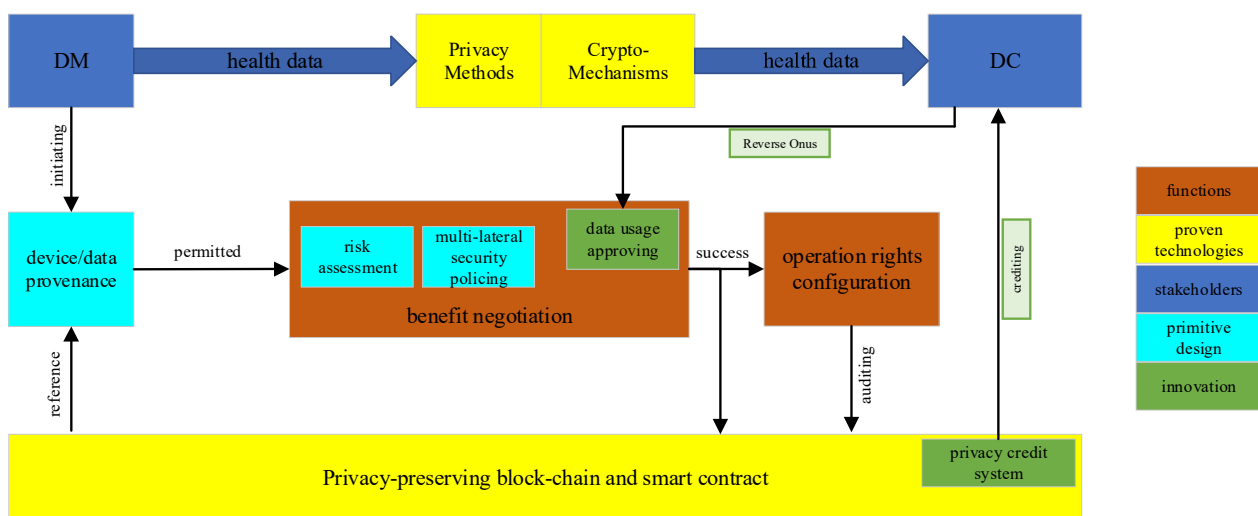 DM
health data
Privacy
Methods
Crypto-
Mechanisms
health data
DC
initiating
Reverse Onus
crediting
device/data
provenance
permitted
risk
assessment
multi-lateral
security
policing
data usage
approving
benefit negotiation
success
operation rights
configuration
functions
proven
technologies
stakeholders
primitive
design
innovation
reference
auditing
Privacy-preserving block-chain and smart contract
privacy credit
system